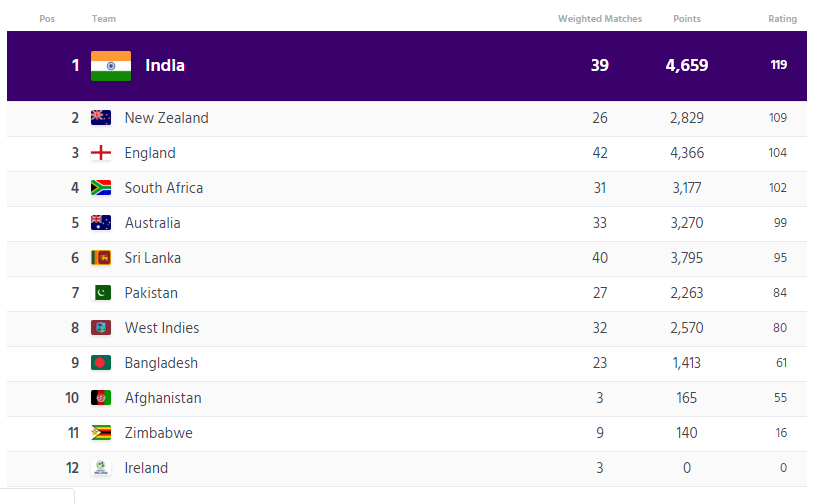 Pos Team Weighted Matches Points Rating
1 India 39 4,659 119
2 New Zealand 26 2,829 109
3 England 42 4,366 104
4 South Africa 31 3,177 102
5 Australia 33 3,270 99
6 Sri Lanka 40 3,795 95
7 Pakistan 27 2,263 84
8 West Indies 32 2,570 80
9 Bangladesh 23 1,413 61
10 Afghanistan 3 165 55
11 Zimbabwe 9 140 16
12 Ireland 3 0 0